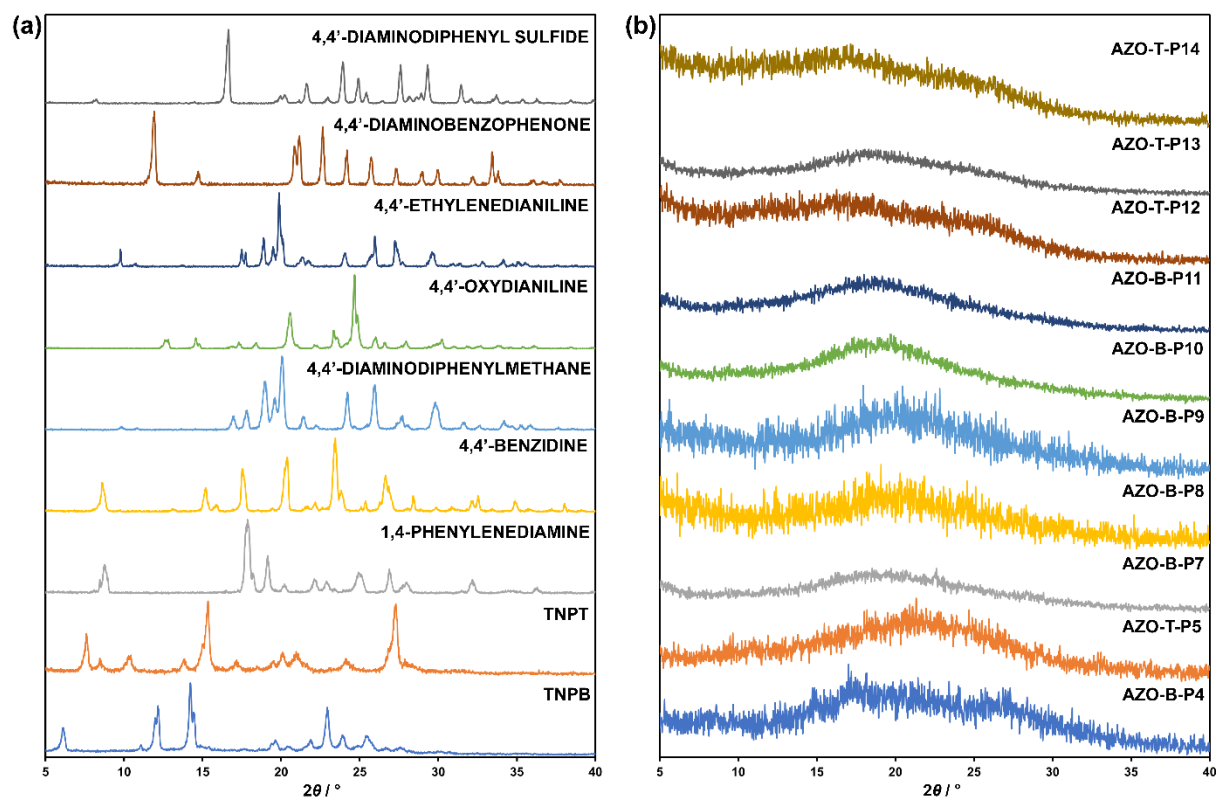 (a)
4,4'-DIAMINODIPHENYL SULFIDE
4,4'-DIAMINOBENZOPHENONE
4,4'-ETHYLENEDIANILINE
4,4'-OXYDIANILINE
4,4'-DIAMINODIPHENYLMETHANE
4,4'-BENZIDINE
1,4-PHENYLENEDIAMINE
TNPT
TNPB
5 10 15 20 25 30 35 40
2θ / °
(b)
AZO-T-P14
AZO-T-P13
AZO-T-P12
AZO-B-P11
AZO-B-P10
AZO-B-P9
AZO-B-P8
AZO-B-P7
AZO-T-P5
AZO-B-P4
5 10 15 20 25 30 35 40
2θ / °